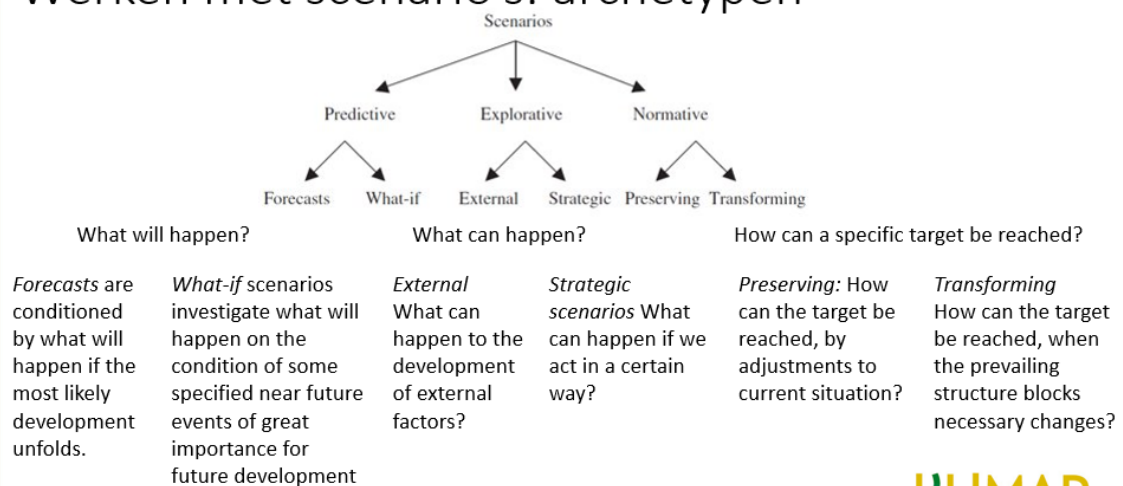 Werken met scenario's: archetypen
Scenarios
Predictive Explorative Normative
Forecasts What-if External Strategic Preserving Transforming
What will happen? What can happen? How can a specific target be reached?
Forecasts are
conditioned
by what will
happen if the
most likely
development
unfolds.
What-if scenarios
investigate what will
happen on the
condition of some
specified near future
events of great
importance for
future development
External
What can
happen to the
development
of external
factors?
Strategic
scenarios What
can happen if we
act in a certain
way?
Preserving: How
can the target be
reached, by
adjustments to
current situation?
Transforming
How can the target
be reached, when
the prevailing
structure blocks
necessary changes?